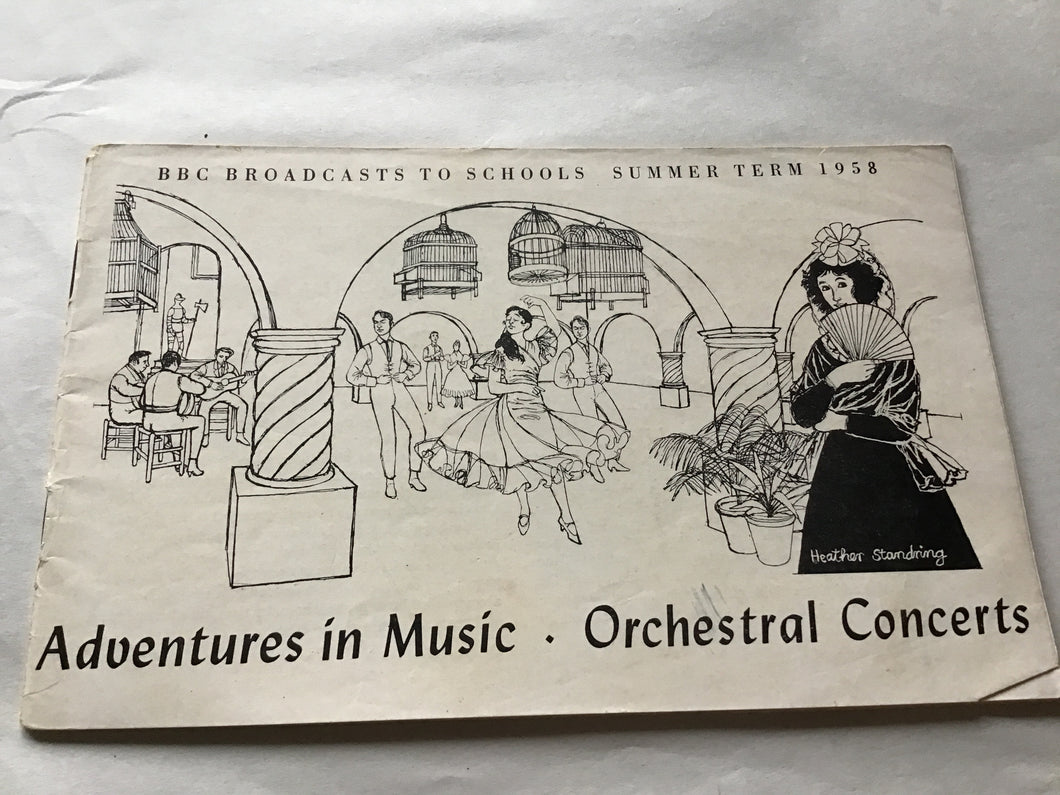 BBC BROADCASTS TO SCHOOLS SUMMER TERM 1958
Heather Standring
Adventures in Music · Orchestral Concerts